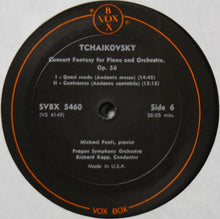 VOX
BOX
TCHAIKOVSKY
Concert Fantasy for Piano and Orchestra,
Op. 56
I - Quasi rondo (Andante mosso) (14:45)
II - Contrastes (Andante cantabile) (13:15)
SVBX 5460
Side 6
(VS 4149)
28:05 min.
Michael Ponti, pianist
Prague Symphony Orchestra
Richard Kapp, Conductor
Made in U.S.A.
VOX BOX